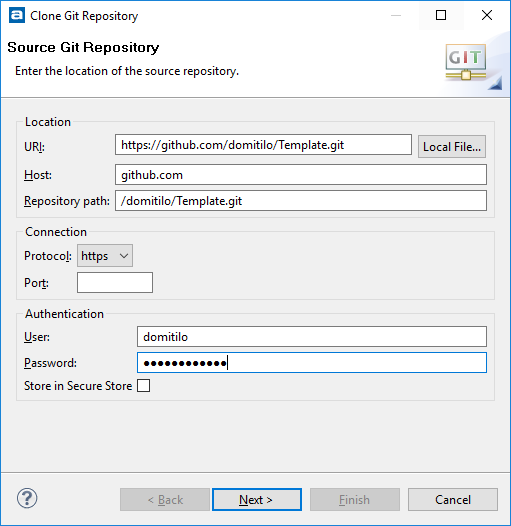 a Clone Git Repository
Source Git Repository
Enter the location of the source repository.
GIT
Location
URI: https://github.com/domitilo/Template.git Local File...
Host: github.com
Repository path: /domitilo/Template.git
Connection
Protocol: https
Port:
Authentication
User: domitilo
Password: ●●●●●●●●●●●●
Store in Secure Store
? < Back Next > Finish Cancel